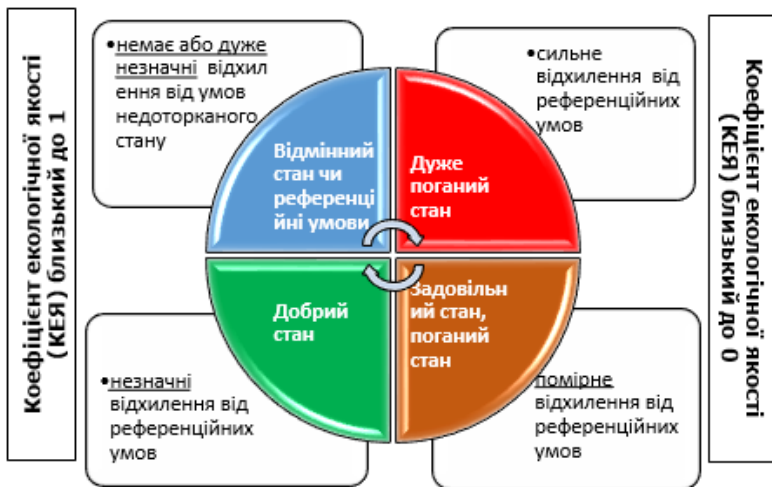 Коефіцієнт екологічної якості
(КЕЯ) близький до 1
•немає або дуже
незначні відхил
ення від умов
недоторканого
стану
Відмінний
стан чи
референці
йні умови
Дуже
поганий
стан
•сильне
відхилення від
референційних
умов
Добрий
стан
Задовільн
ий стан,
поганий
стан
•незначні
відхилення від
референційних
умов
помірне
відхилення від
референційних
умов
Коефіцієнт екологічної якості
(КЕЯ) близький до 0